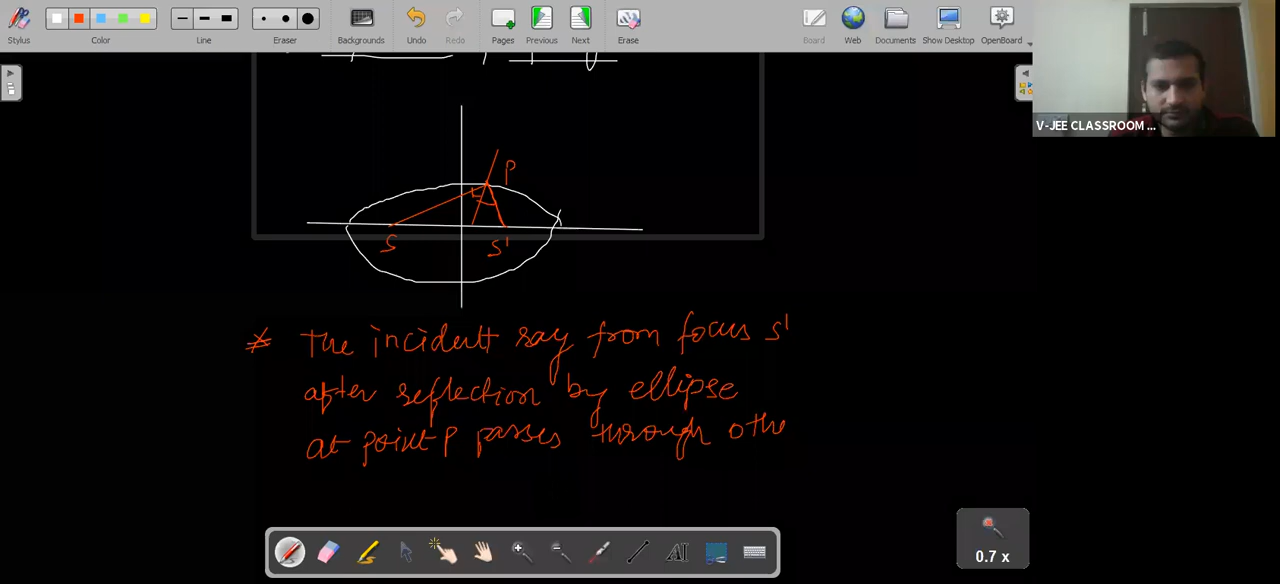 Stylus
Color
Line
Eraser
Backgrounds
Undo
Redo
Pages
Previous
Next
Erase
Board
Web
Documents
Show Desktop
OpenBoard
V-JEE CLASSROOM ...
P
S
S'
* The incident ray from focus S'
after reflection by ellipse
at point P passes through othe
AI
0.7 x